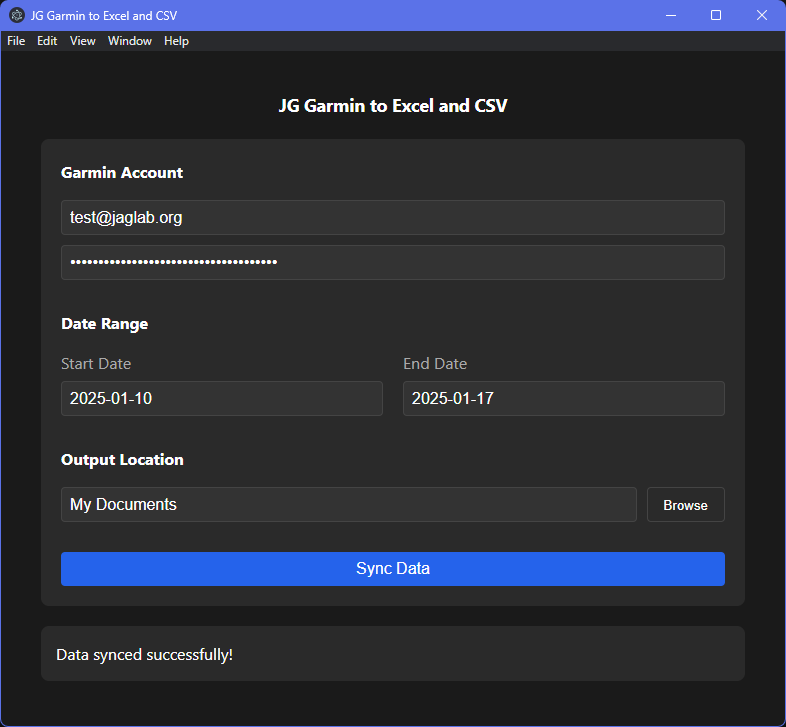 JG Garmin to Excel and CSV
File Edit View Window Help
JG Garmin to Excel and CSV
Garmin Account
test@jaglab.org
•••••••••••••••••••••••••••••••••••••
Date Range
Start Date End Date
2025-01-10 2025-01-17
Output Location
My Documents Browse
Sync Data
Data synced successfully!